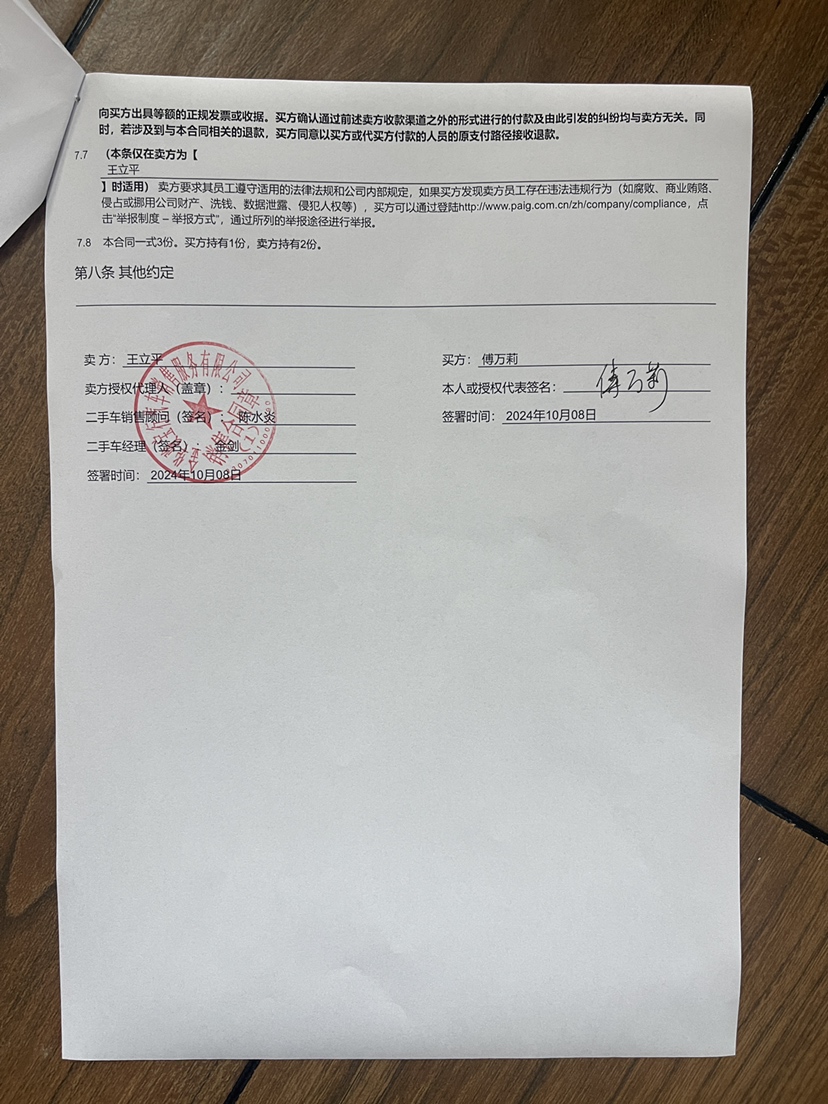 向买方出具等额的正规发票或收据。买方确认通过前述卖方收款渠道之外的形式进行的付款及由此引发的纠纷均与卖方无关。同
时，若涉及到与本合同相关的退款，买方同意以买方或代买方付款的人员的原支付路径接收退款。
7.7 （本条仅在卖方为【
王立平
】时适用）卖方要求其员工遵守适用的法律法规和公司内部规定，如果买方发现卖方员工存在违法违规行为（如腐败、商业贿赂、
侵占或挪用公司财产、洗钱、数据泄露、侵犯人权等），买方可以通过登陆http://www.paig.com.cn/zh/company/compliance，点
击“举报制度 – 举报方式”，通过所列的举报途径进行举报。
7.8 本合同一式3份。买方持有1份，卖方持有2份。
第八条 其他约定
卖 方： 王立平
买方： 傅万莉
卖方授权代理人（盖章）：
本人或授权代表签名： 傅万莉
二手车销售顾问（签名）： 陈水炎
签署时间： 2024年10月08日
二手车经理（签名）： 金剑
签署时间： 2024年10月08日
汽车销售服务有限公司
销售合同章
（1）